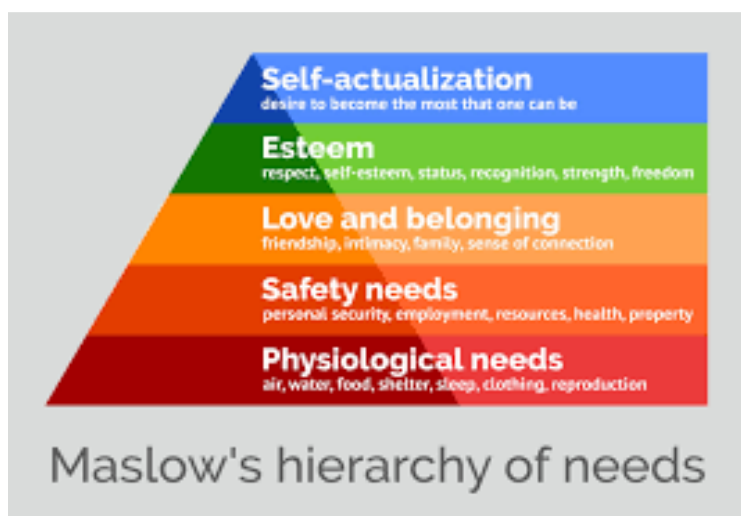 Self-actualization
desire to become the most that one can be
Esteem
respect, self-esteem, status, recognition, strength, freedom
Love and belonging
friendship, intimacy, family, sense of connection
Safety needs
personal security, employment, resources, health, property
Physiological needs
air, water, food, shelter, sleep, clothing, reproduction
Maslow's hierarchy of needs